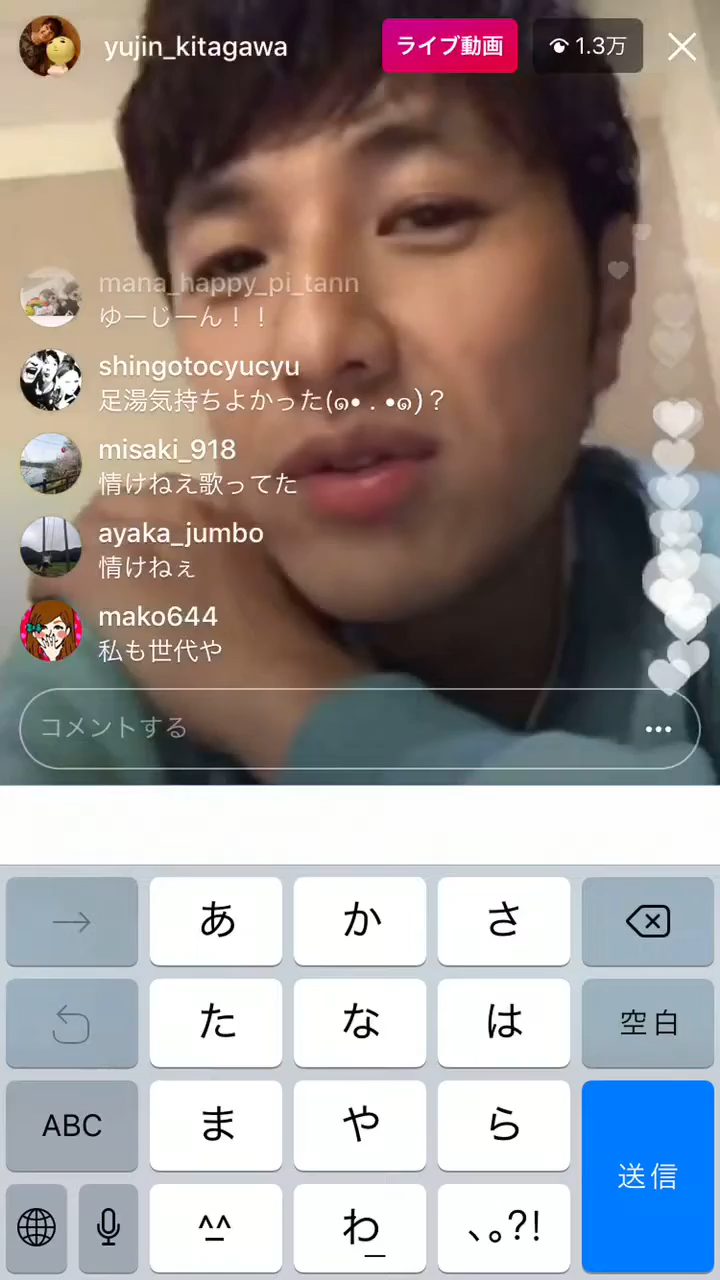 yujin_kitagawa
ライブ動画
1.3万
mana_happy_pi_tann
ゆーじーん！！
shingotocyucyu
足湯気持ちよかった(๑• . •๑)？
misaki_918
情けねえ歌ってた
ayaka_jumbo
情けねぇ
mako644
私も世代や
コメントする
→ あ か さ
た な は 空白
ABC ま や ら
送信
^_^ わ_ 、。?!